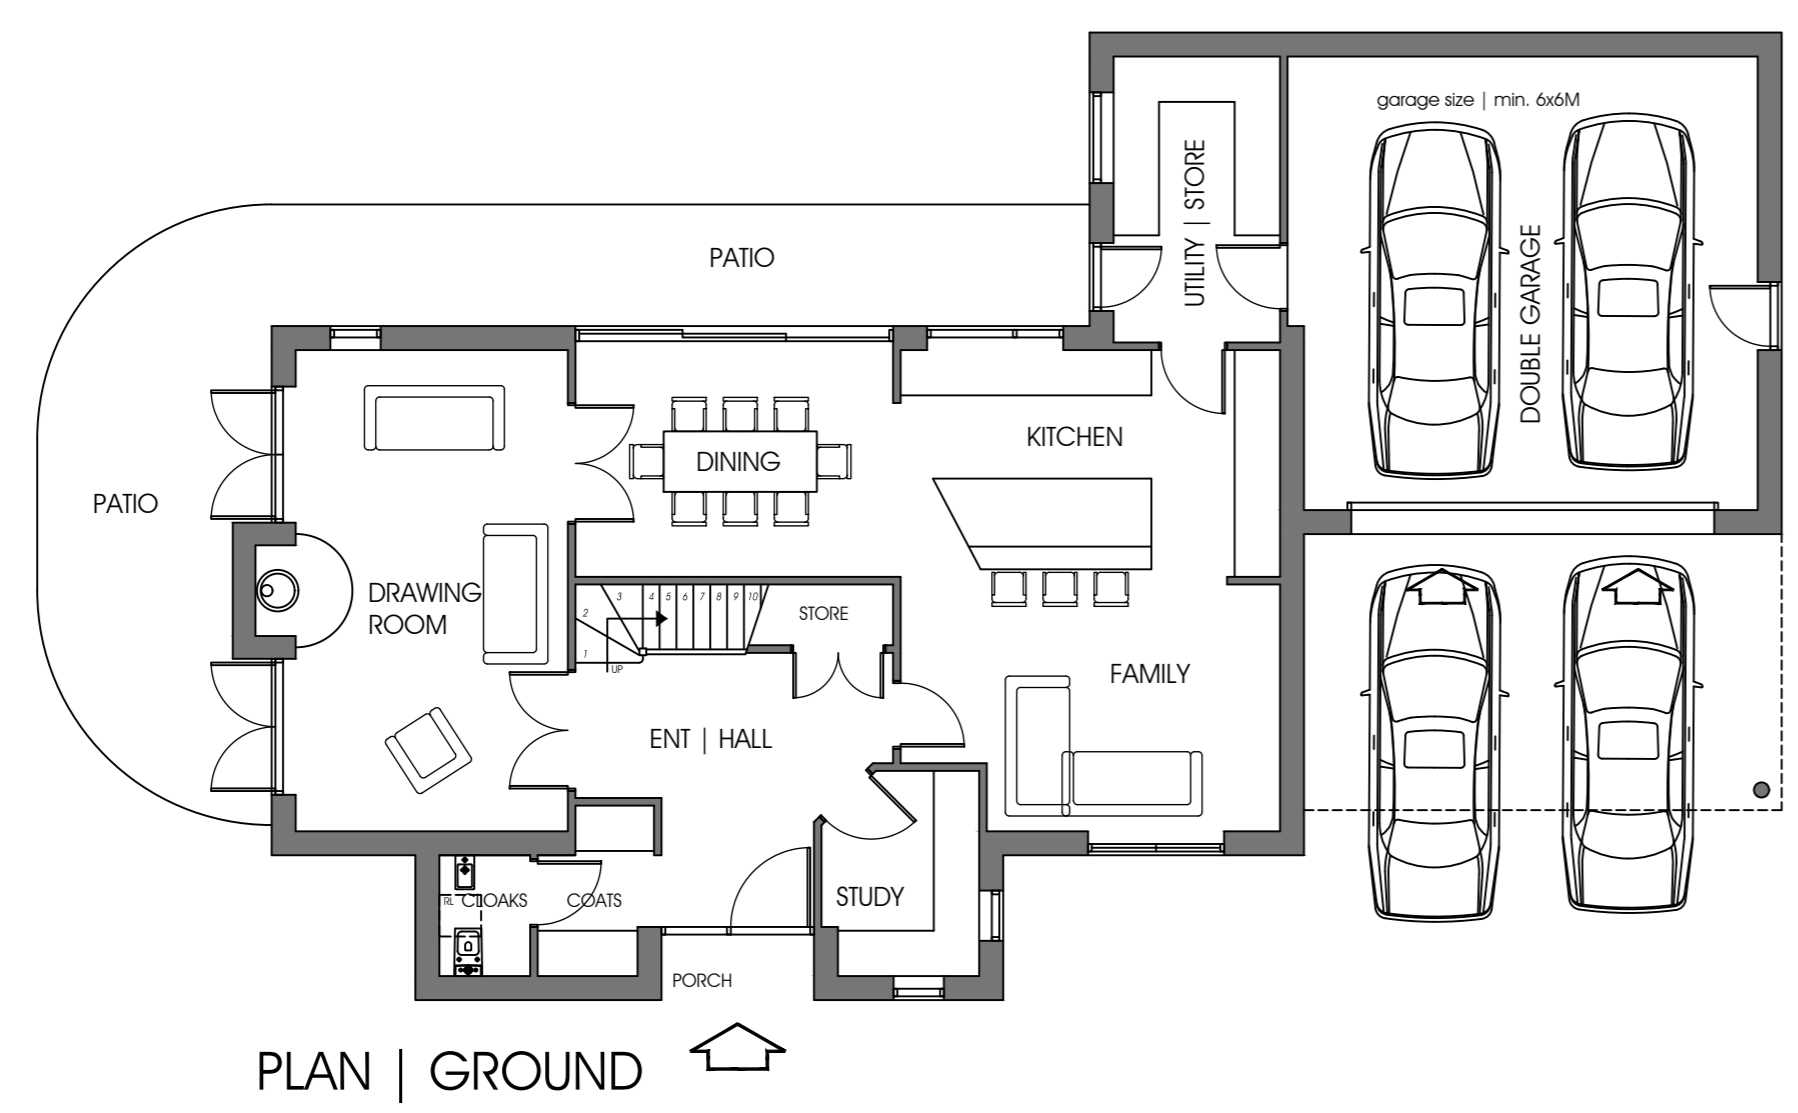 garage size | min. 6x6M
UTILITY | STORE
DOUBLE GARAGE
PATIO
KITCHEN
DINING
PATIO
DRAWING
ROOM
1
2
3
4
5
6
7
8
9
10
UP
STORE
FAMILY
ENT | HALL
RL
CLOAKS
COATS
STUDY
PORCH
PLAN | GROUND